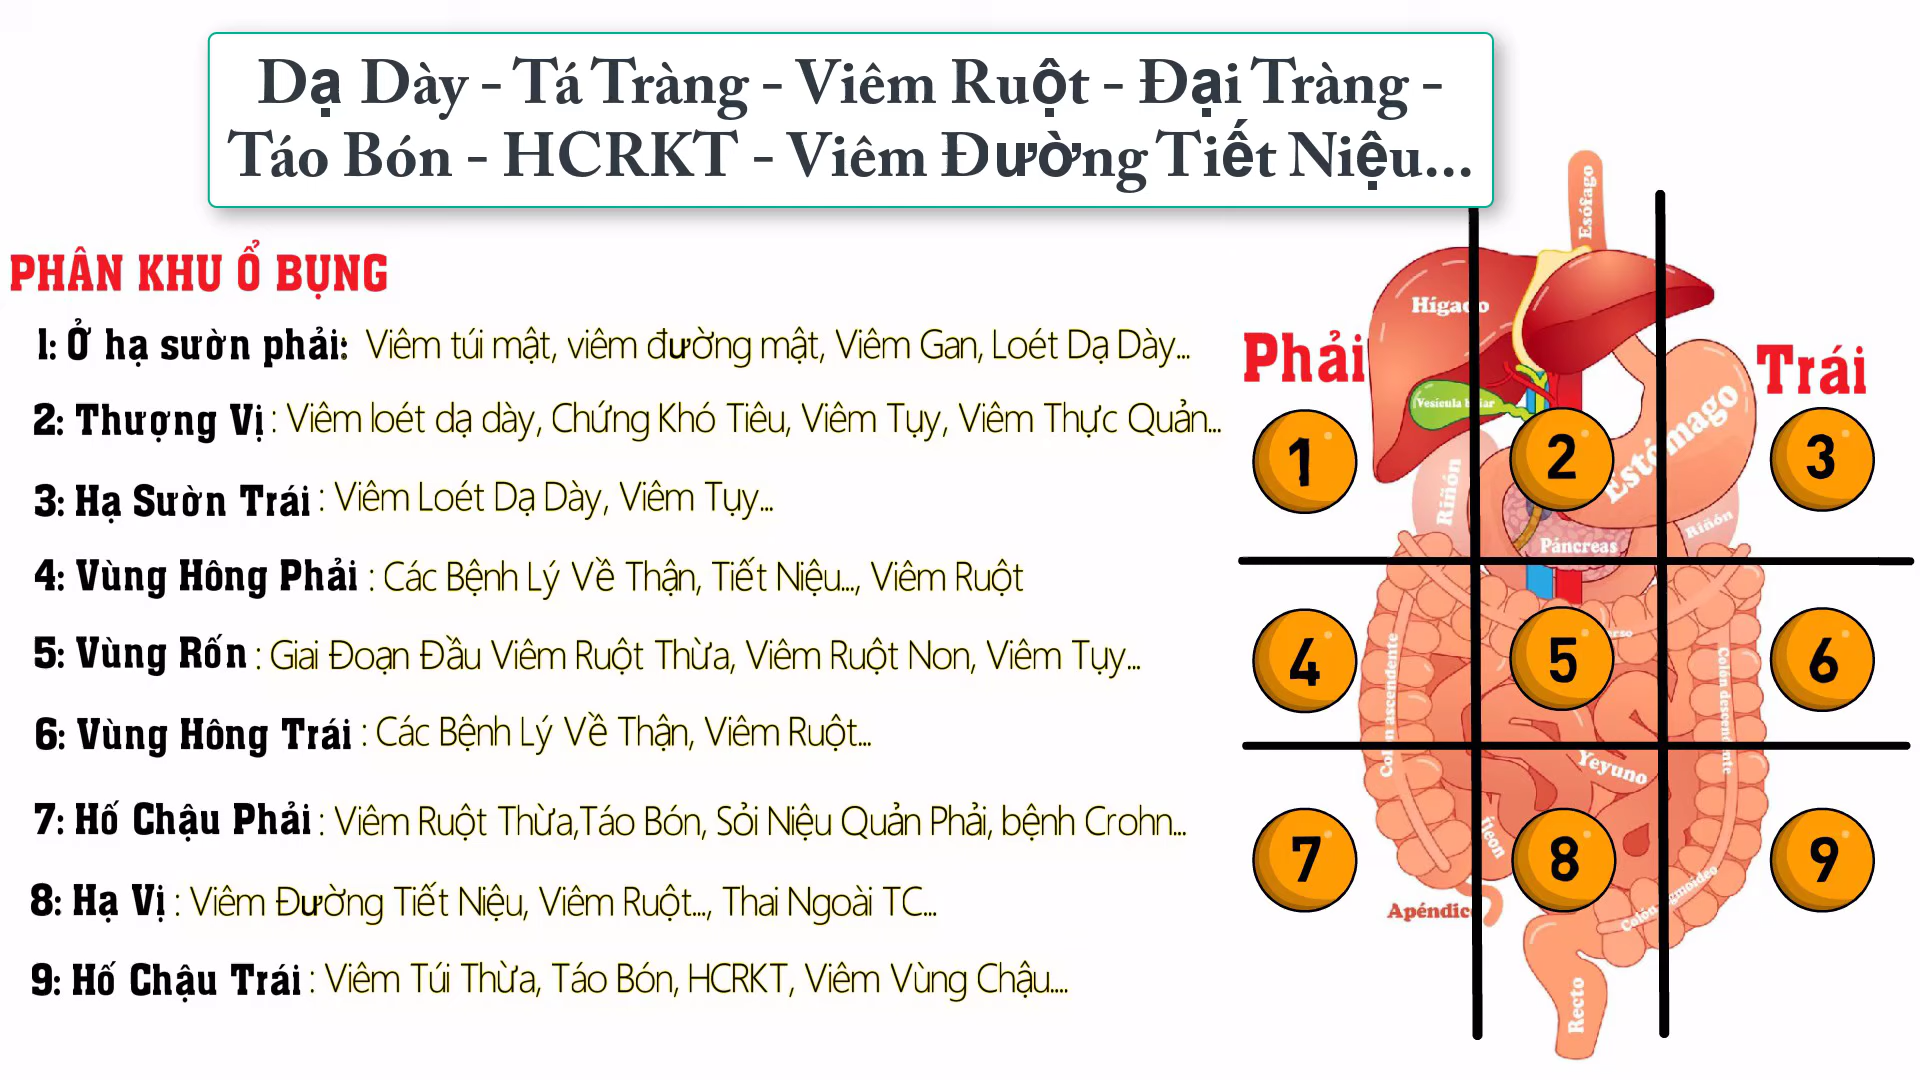 Dạ Dày - Tá Tràng - Viêm Ruột - Đại Tràng -
Táo Bón - HCRKT - Viêm Đường Tiết Niệu...
PHÂN KHU Ổ BỤNG
1: Ở hạ sườn phải: Viêm túi mật, viêm đường mật, Viêm Gan, Loét Dạ Dày...
2: Thượng Vị : Viêm loét dạ dày, Chứng Khó Tiêu, Viêm Tụy, Viêm Thực Quản...
3: Hạ Sườn Trái : Viêm Loét Dạ Dày, Viêm Tụy...
4: Vùng Hông Phải : Các Bệnh Lý Về Thận, Tiết Niệu..., Viêm Ruột
5: Vùng Rốn : Giai Đoạn Đầu Viêm Ruột Thừa, Viêm Ruột Non, Viêm Tụy...
6: Vùng Hông Trái : Các Bệnh Lý Về Thận, Viêm Ruột...
7: Hố Chậu Phải : Viêm Ruột Thừa,Táo Bón, Sỏi Niệu Quản Phải, bệnh Crohn...
8: Hạ Vị : Viêm Đường Tiết Niệu, Viêm Ruột..., Thai Ngoài TC...
9: Hố Chậu Trái : Viêm Túi Thừa, Táo Bón, HCRKT, Viêm Vùng Chậu....
Esófago
Hígado
Phải
Trái
Vesícula
Estómago
1
2
3
Riñón
Riñón
Páncreas
4
5
6
Colon ascendente
Colón descendente
Yeyuno
Íleon
7
8
9
Apéndice
Colón sigmoideo
Recto